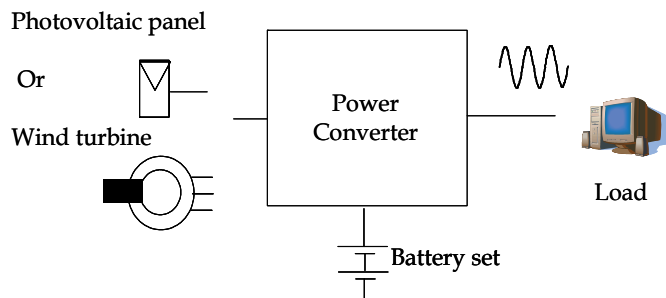 Photovoltaic panel
Or
Wind turbine
Power
Converter
Load
Battery set